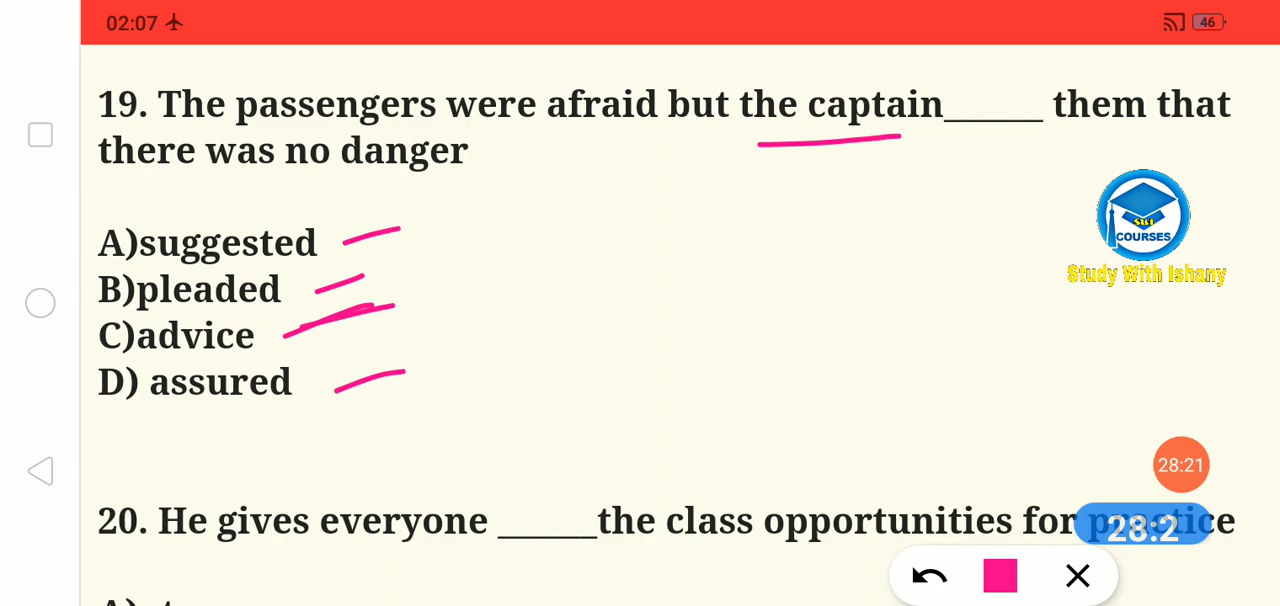 02:07
46
19. The passengers were afraid but the captain______ them that
there was no danger
COURSES
Study With Ishany
A)suggested
B)pleaded
C)advice
D) assured
28:21
20. He gives everyone ______the class opportunities for practice
28:2